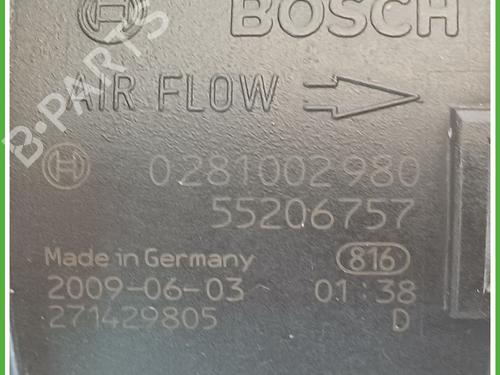 BOSCH
AIR FLOW
B-PARTS
0281002980
55206757
Made in Germany 816
2009-06-03 01:38
271429805 D